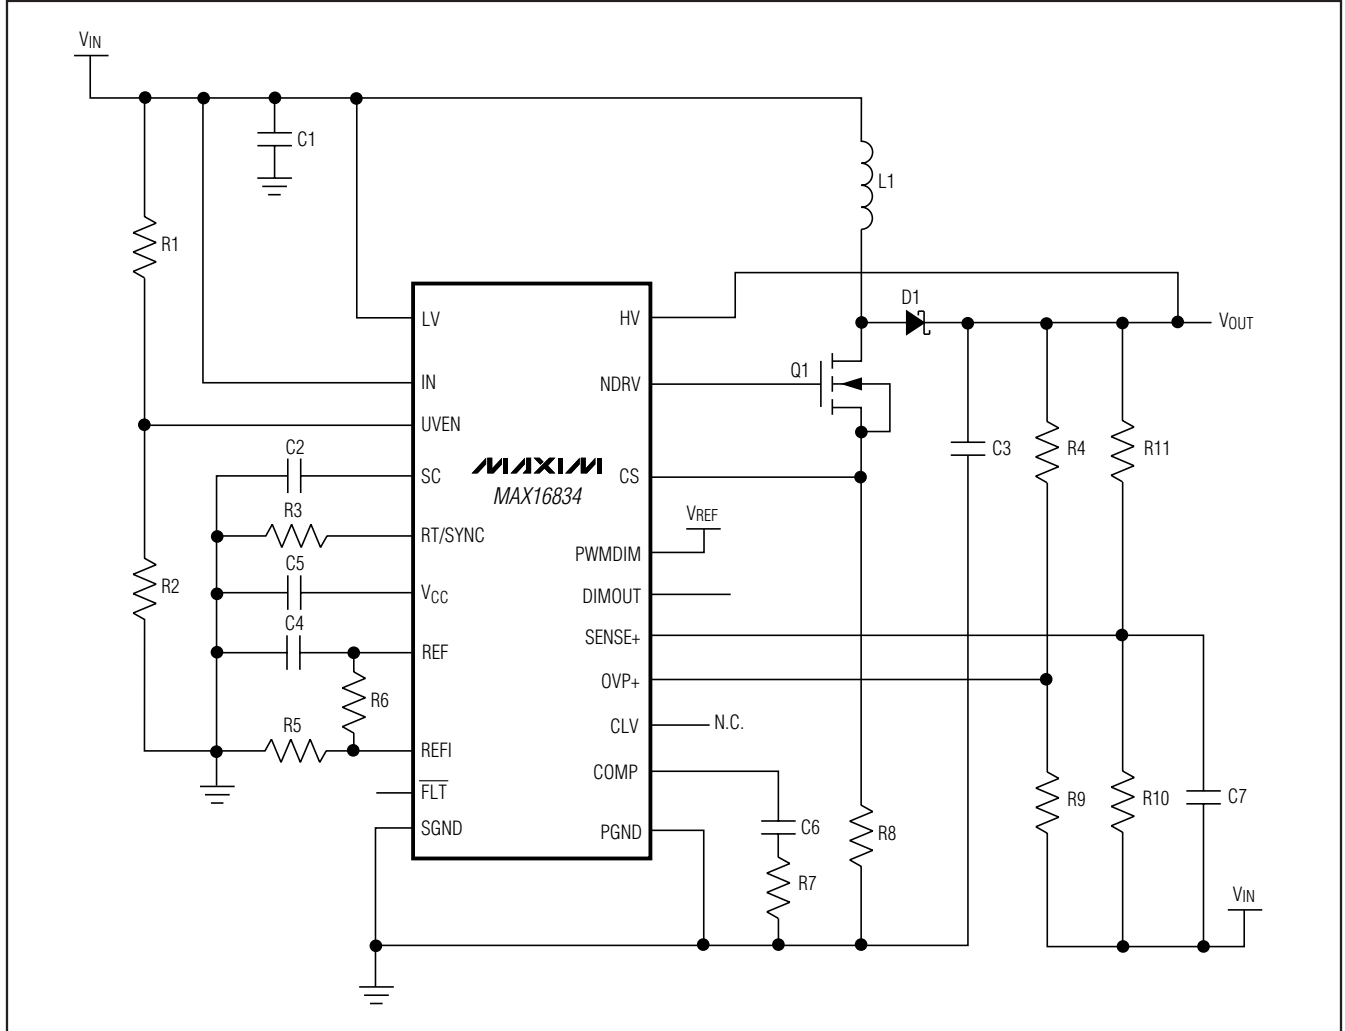 VIN
C1
L1
R1
D1
VOUT
LV
HV
IN
NDRV
Q1
UVEN
C2
SC
MAXIM
MAX16834
CS
C3
R4
R11
R3
RT/SYNC
VREF
PWMDIM
C5
VCC
DIMOUT
R2
C4
REF
SENSE+
R6
OVP+
R5
REFI
CLV
N.C.
FLT
COMP
SGND
PGND
C6
R8
R7
R9
R10
C7
VIN